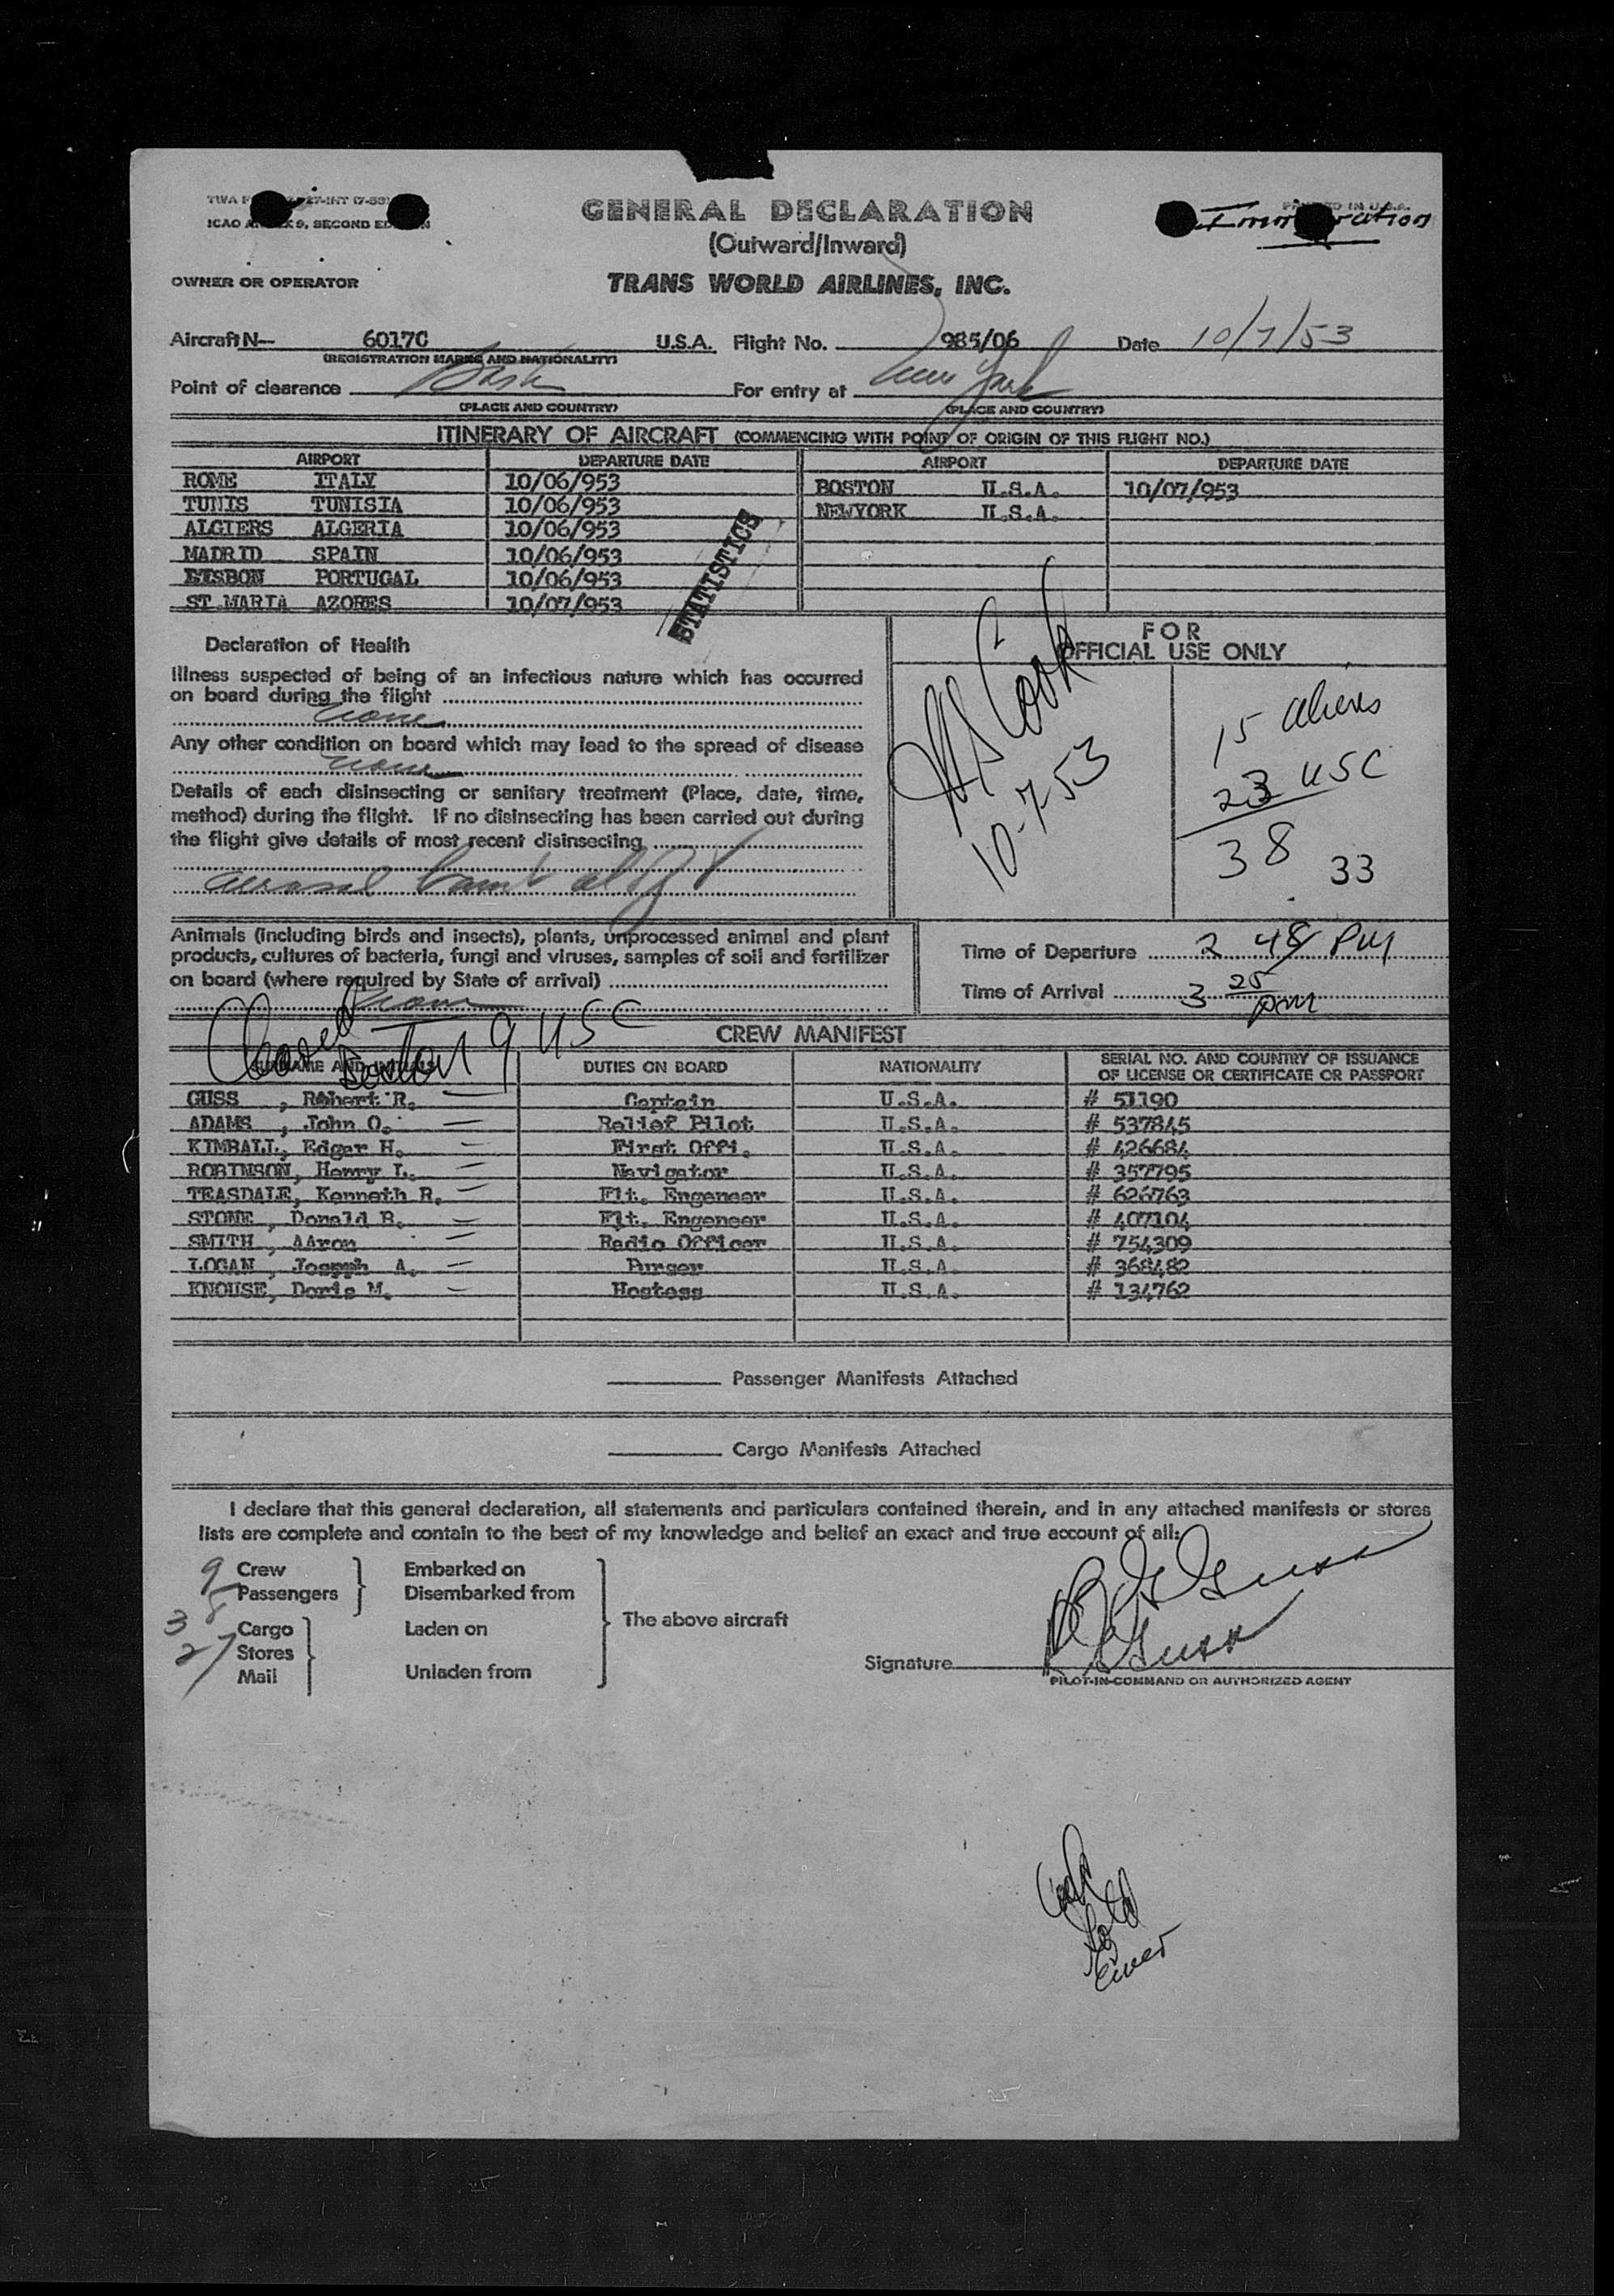 GENERAL DECLARATION
(Outward/Inward)
TRANS WORLD AIRLINES, INC.
ICAO ANNEX 9, SECOND EDITION
PRINTED IN U.S.A.
Immigration
OWNER OR OPERATOR
Aircraft N— 6017C U.S.A. Flight No. 985/06 Date 10/7/53
(REGISTRATION MARKS AND NATIONALITY)
Point of clearance For entry at New York
(PLACE AND COUNTRY) (PLACE AND COUNTRY)
ITINERARY OF AIRCRAFT (COMMENCING WITH POINT OF ORIGIN OF THIS FLIGHT NO.)
AIRPORT DEPARTURE DATE AIRPORT DEPARTURE DATE
ROME ITALY 10/06/953 BOSTON U.S.A. 10/07/953
TUNIS TUNISIA 10/06/953 NEWYORK U.S.A.
ALGIERS ALGERIA 10/06/953
MADRID SPAIN 10/06/953
LISBON PORTUGAL 10/06/953
ST.MARIA AZORES 10/07/953
STATISTICS
Declaration of Health
Illness suspected of being of an infectious nature which has occurred
on board during the flight
none
Any other condition on board which may lead to the spread of disease
none
Details of each disinsecting or sanitary treatment (Place, date, time,
method) during the flight. If no disinsecting has been carried out during
the flight give details of most recent disinsecting
aerosol bomb
FOR
OFFICIAL USE ONLY
Cook
10-7-53
15 aliens
23 USC
38
33
Animals (including birds and insects), plants, unprocessed animal and plant
products, cultures of bacteria, fungi and viruses, samples of soil and fertilizer
on board (where required by State of arrival)
none
Time of Departure 2 48 PM
Time of Arrival 3 25 pm
Boston 9 USC
CREW MANIFEST
SURNAME AND INITIALS DUTIES ON BOARD NATIONALITY SERIAL NO. AND COUNTRY OF ISSUANCE
OF LICENSE OR CERTIFICATE OR PASSPORT
GUSS , Robert R. Captain U.S.A. # 51190
ADAMS , John O. Relief Pilot U.S.A. # 537845
KIMBALL, Edgar H. First Offi. U.S.A. # 426684
ROBINSON, Henry L. Navigator U.S.A. # 357795
TEASDALE, Kenneth R. Flt. Engeneer U.S.A. # 626763
STONE , Donald B. Flt. Engeneer U.S.A. # 407104
SMITH , AAron Radio Officer U.S.A. # 754309
LOGAN , Joseph A. Purser U.S.A # 368482
KNOUSE, Doris M. Hostess U.S.A. # 134762
Passenger Manifests Attached
Cargo Manifests Attached
I declare that this general declaration, all statements and particulars contained therein, and in any attached manifests or stores
lists are complete and contain to the best of my knowledge and belief an exact and true account of all:
9 Crew Embarked on
Passengers Disembarked from
Cargo Laden on
Stores
Mail Unladen from
The above aircraft
Signature R R Guss
PILOT-IN-COMMAND OR AUTHORIZED AGENT